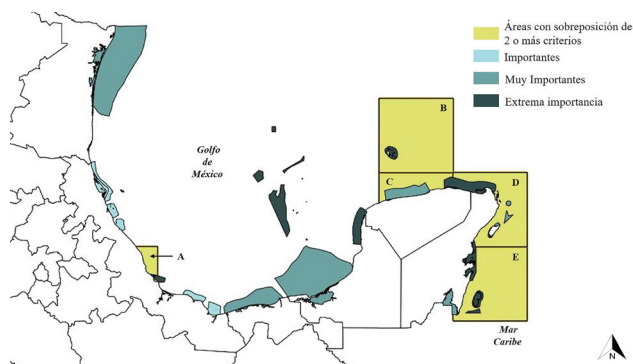 Áreas con sobreposición de
2 o más criterios
Importantes
Muy Importantes
Extrema importancia
B
Golfo
de
México
C
D
A
E
Mar
Caribe
N